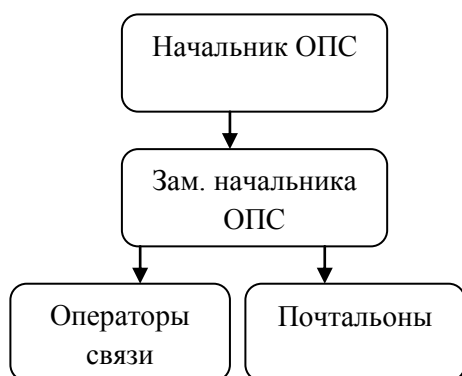 Начальник ОПС
Зам. начальника
ОПС
Операторы
связи
Почтальоны